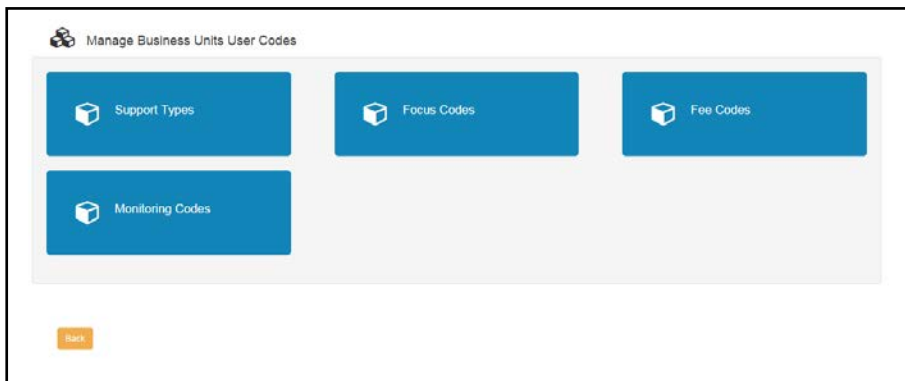 Manage Business Units User Codes
Support Types
Focus Codes
Fee Codes
Monitoring Codes
Back